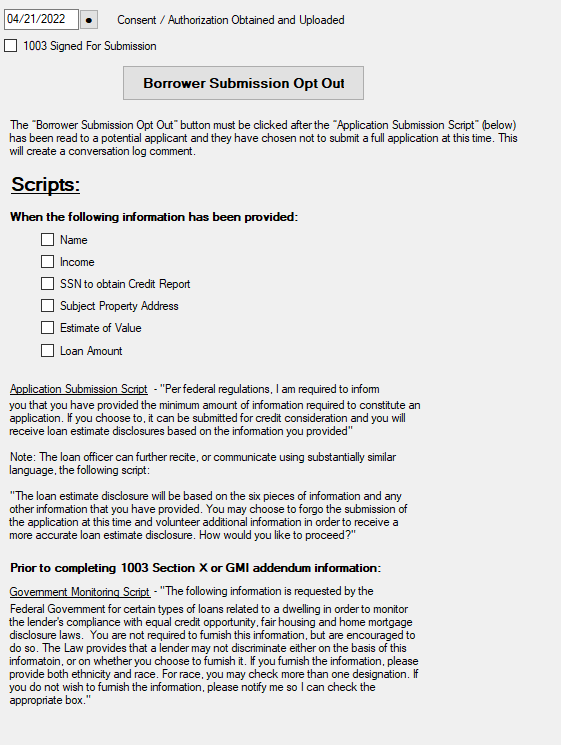 04/21/2022 Consent / Authorization Obtained and Uploaded
1003 Signed For Submission
Borrower Submission Opt Out
The "Borrower Submission Opt Out" button must be clicked after the "Application Submission Script" (below)
has been read to a potential applicant and they have chosen not to submit a full application at this time. This
will create a conversation log comment.
Scripts:
When the following information has been provided:
Name
Income
SSN to obtain Credit Report
Subject Property Address
Estimate of Value
Loan Amount
Application Submission Script - "Per federal regulations, I am required to inform
you that you have provided the minimum amount of information required to constitute an
application. If you choose to, it can be submitted for credit consideration and you will
receive loan estimate disclosures based on the information you provided"
Note: The loan officer can further recite, or communicate using substantially similar
language, the following script:
"The loan estimate disclosure will be based on the six pieces of information and any
other information that you have provided. You may choose to forgo the submission of
the application at this time and volunteer additional information in order to receive a
more accurate loan estimate disclosure. How would you like to proceed?"
Prior to completing 1003 Section X or GMI addendum information:
Government Monitoring Script - "The following information is requested by the
Federal Government for certain types of loans related to a dwelling in order to monitor
the lender's compliance with equal credit opportunity, fair housing and home mortgage
disclosure laws. You are not required to furnish this information, but are encouraged to
do so. The Law provides that a lender may not discriminate either on the basis of this
informatoin, or on whether you choose to furnish it. If you furnish the information, please
provide both ethnicity and race. For race, you may check more than one designation. If
you do not wish to furnish the information, please notify me so I can check the
appropriate box."